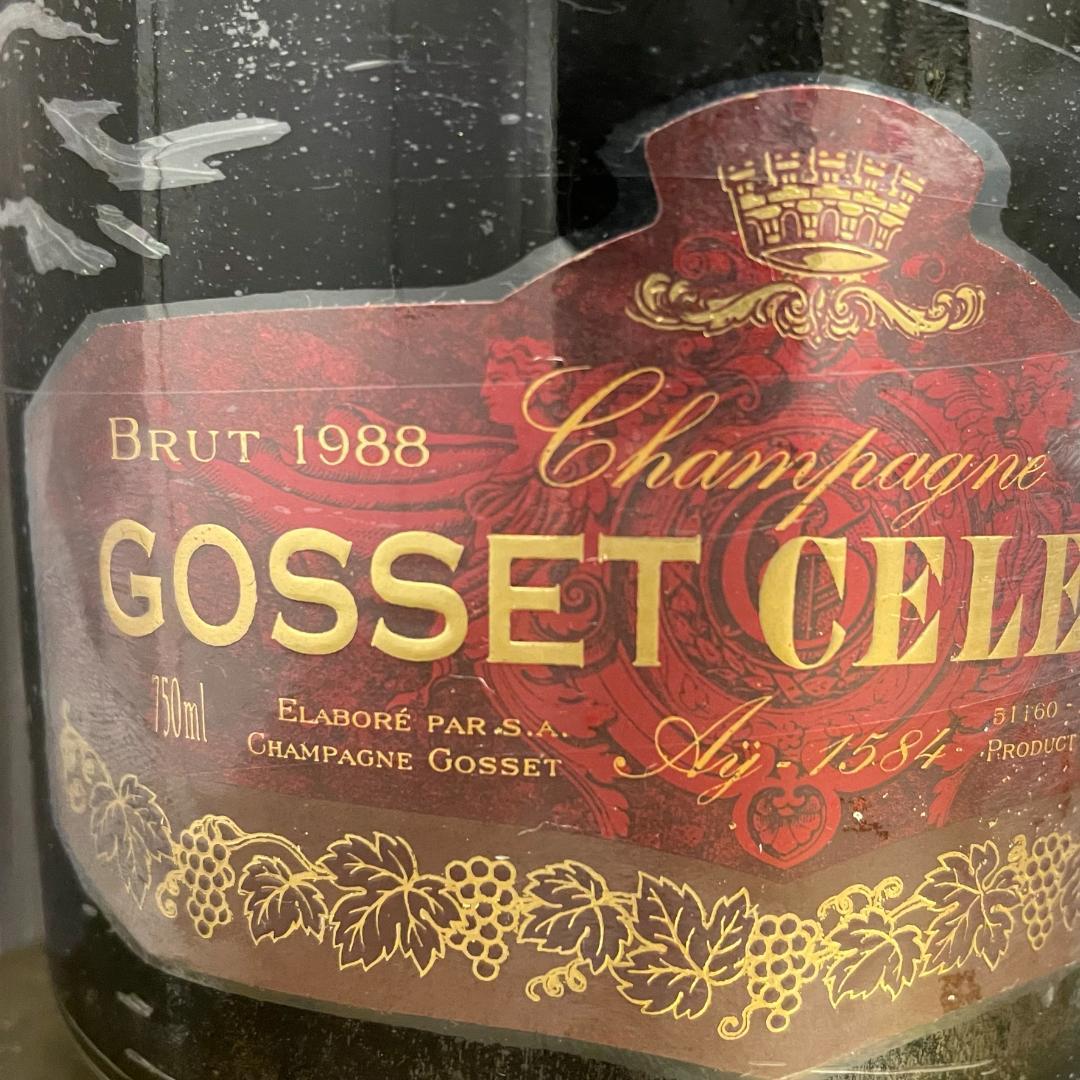 Champagne
BRUT 1988
GOSSET CELE
750ml
ELABORÉ PAR S.A.
CHAMPAGNE GOSSET
Aÿ - 1584
51160 -
PRODUCT